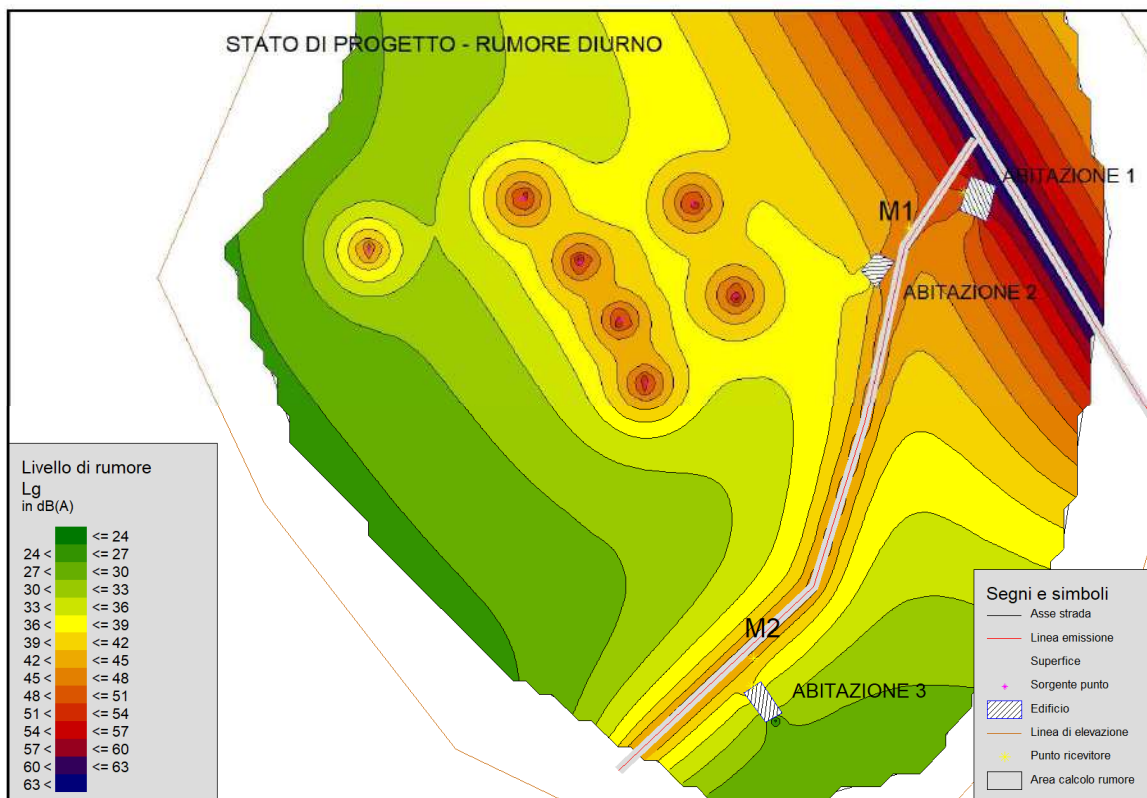 STATO DI PROGETTO - RUMORE DIURNO
ABITAZIONE 1
M1
ABITAZIONE 2
M2
ABITAZIONE 3
Livello di rumore
Lg
in dB(A)
<= 24
24 < <= 27
27 < <= 30
30 < <= 33
33 < <= 36
36 < <= 39
39 < <= 42
42 < <= 45
45 < <= 48
48 < <= 51
51 < <= 54
54 < <= 57
57 < <= 60
60 < <= 63
63 <
Segni e simboli
Asse strada
Linea emissione
Superfice
Sorgente punto
Edificio
Linea di elevazione
Punto ricevitore
Area calcolo rumore